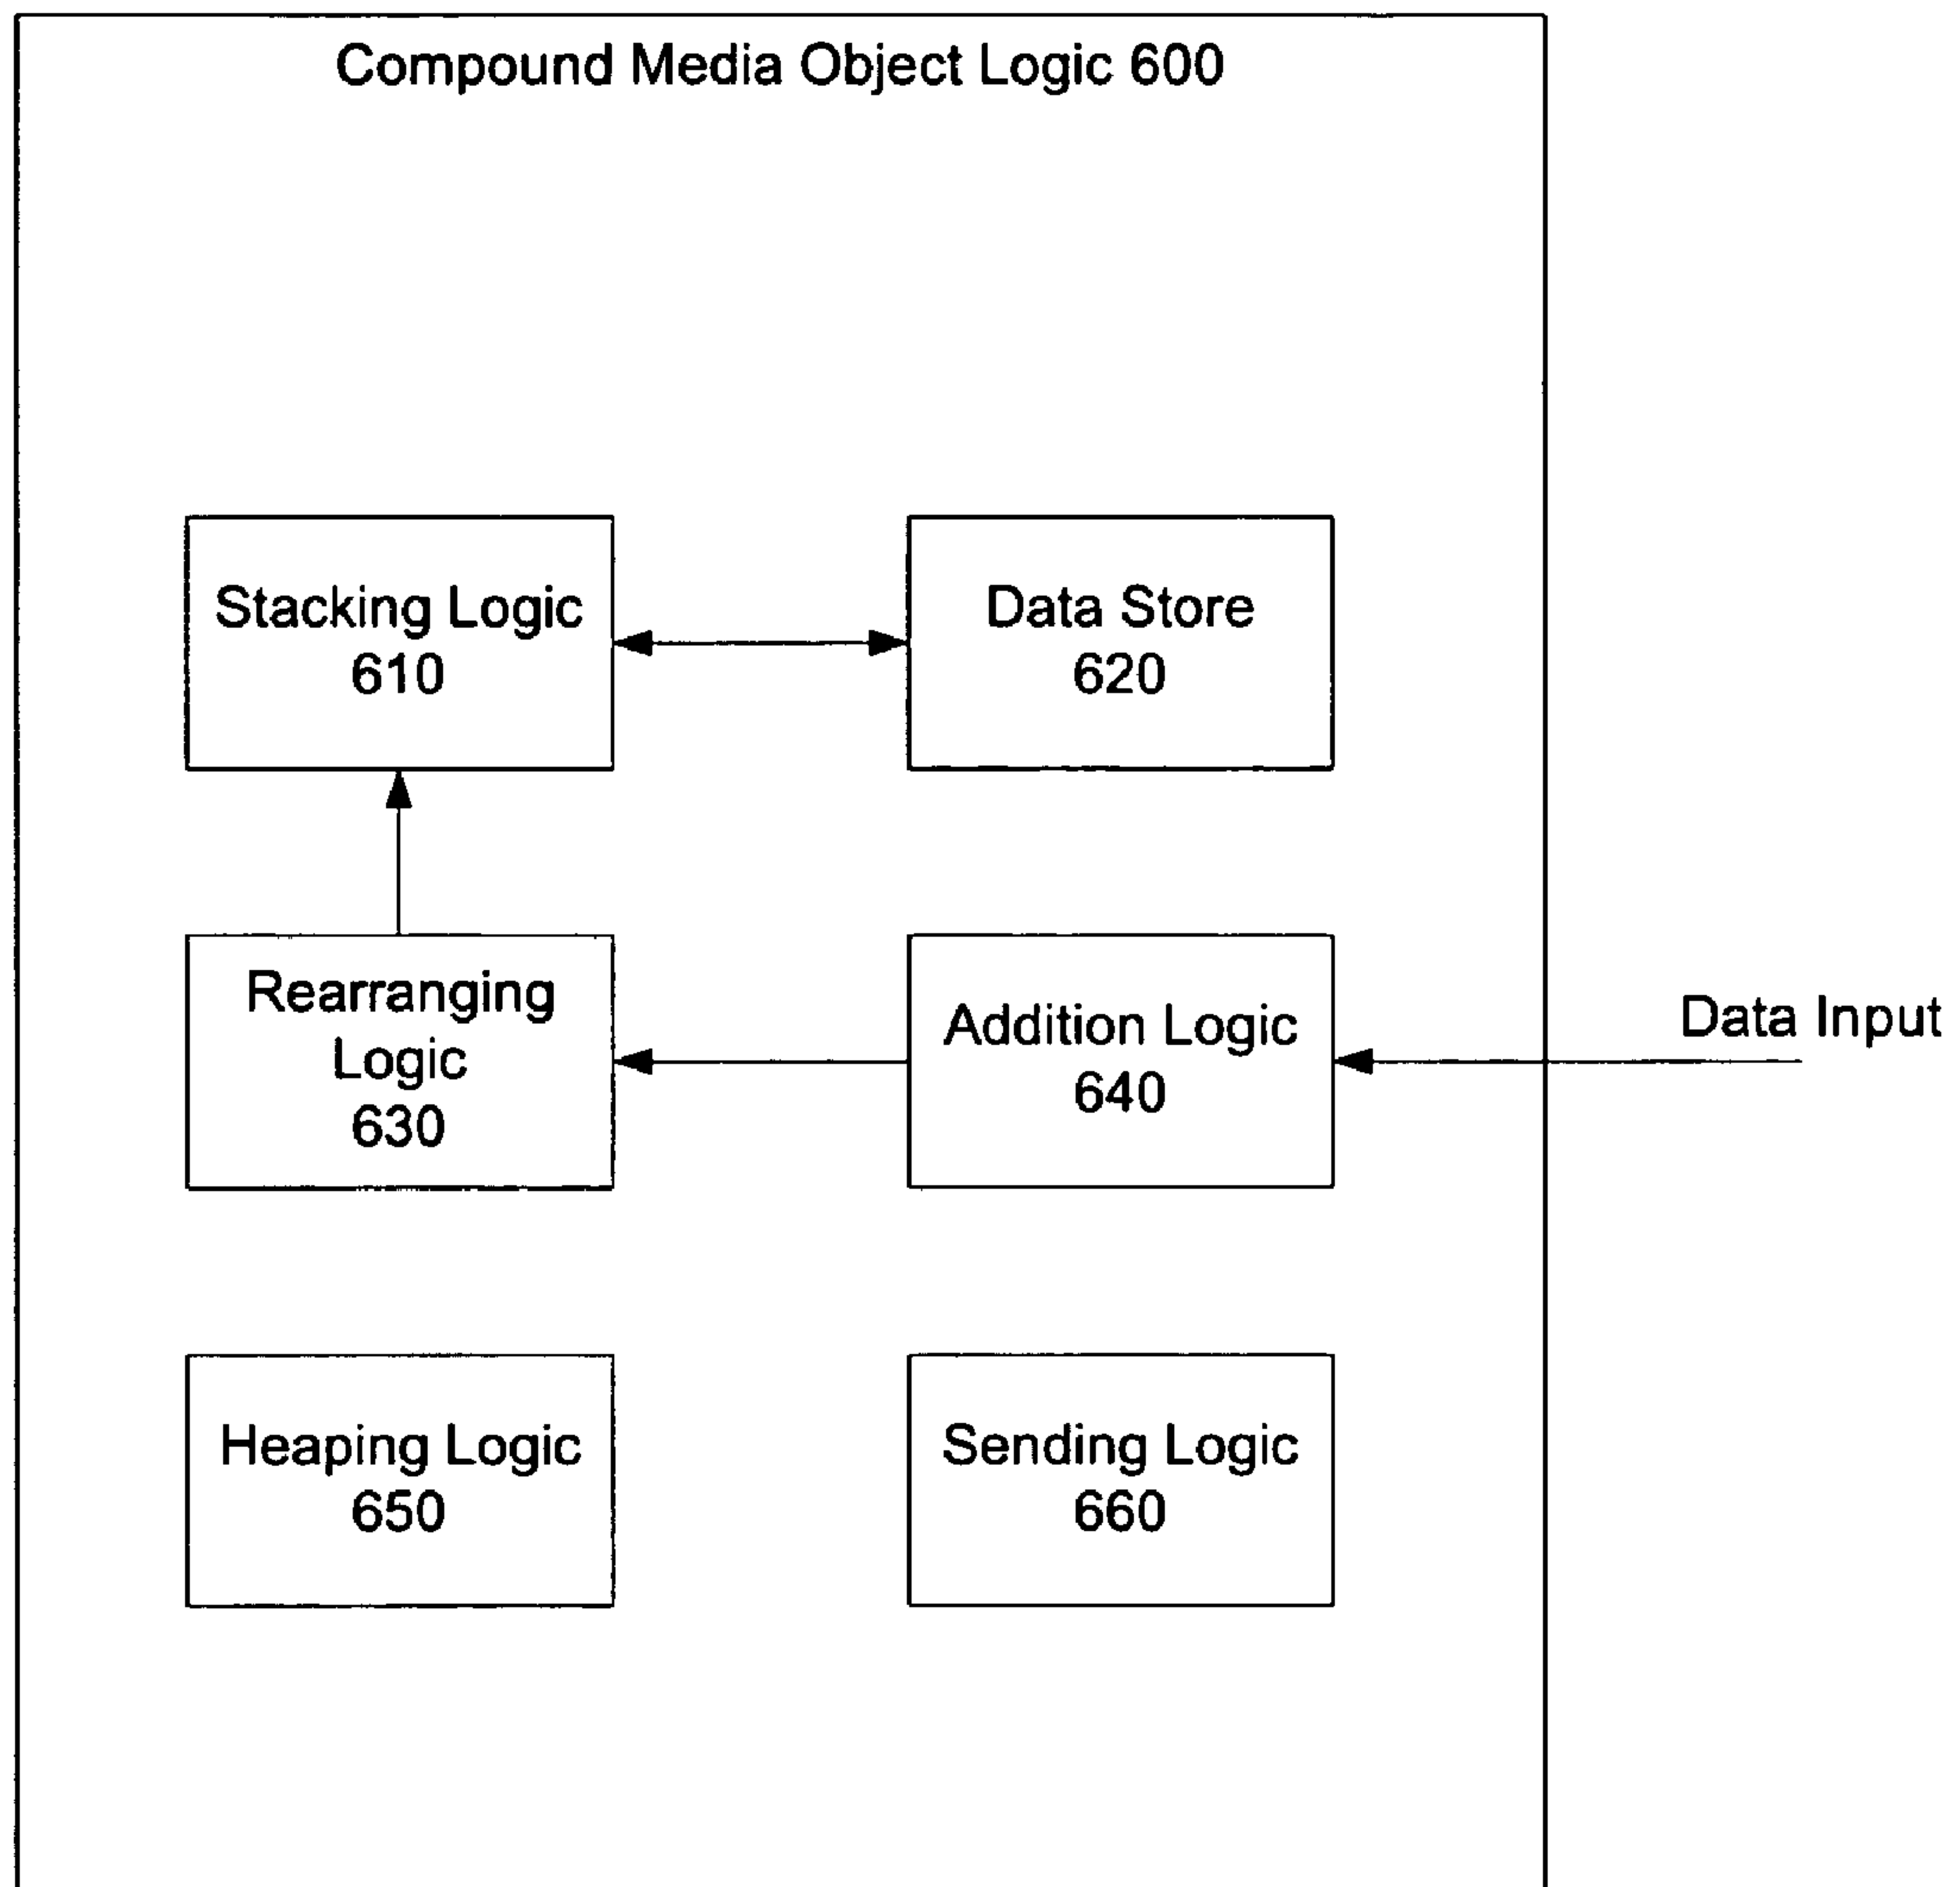 Compound Media Object Logic 600
Stacking Logic
610
Data Store
620
Rearranging
Logic
630
Addition Logic
640
Data Input
Heaping Logic
650
Sending Logic
660